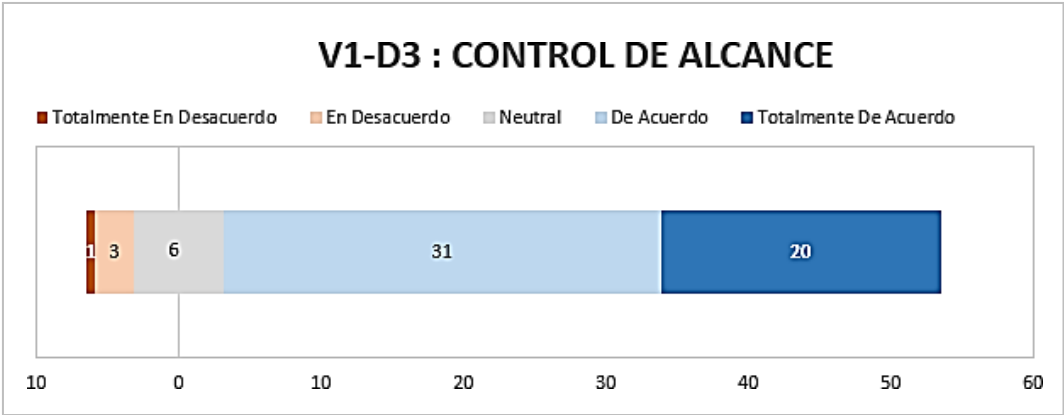 V1-D3 : CONTROL DE ALCANCE
Totalmente En Desacuerdo En Desacuerdo Neutral De Acuerdo Totalmente De Acuerdo
1 3 6 31 20
10 0 10 20 30 40 50 60